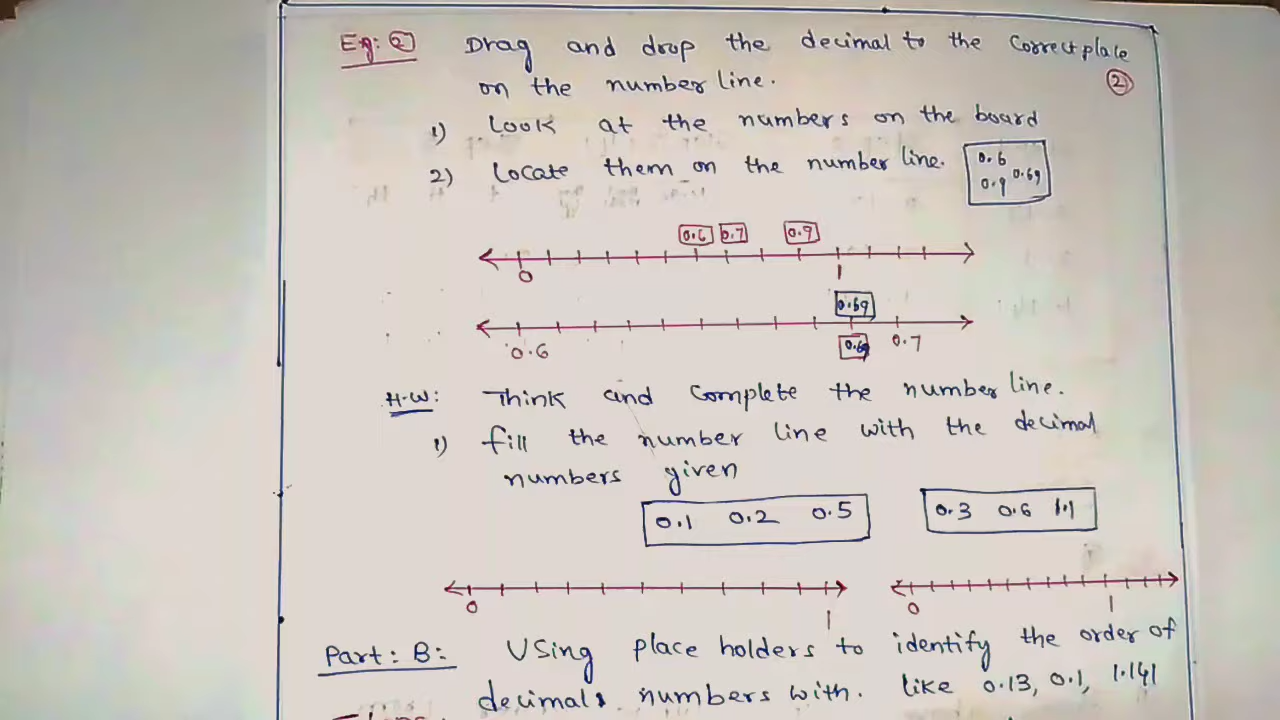 Eg: 2 Drag and drop the decimal to the correct place
on the number line.
2
1) Look at the numbers on the board
2) Locate them on the number line.
0.6
0.9 0.69
0.6 0.7 0.9
0 1
0.69
0.6 0.69 0.7
H.W: Think and Complete the number line.
1) fill the number line with the decimal
numbers given
0.1 0.2 0.5 0.3 0.6 1.1
0 1 0 1
Part: B: Using place holders to identify the order of
decimals numbers with. like 0.13, 0.1, 1.141